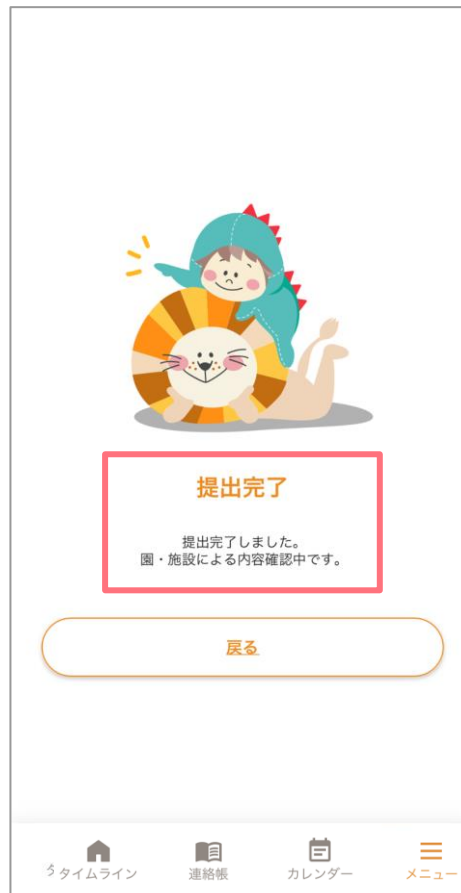 提出完了
提出完了しました。
園・施設による内容確認中です。
戻る
タイムライン
連絡帳
カレンダー
メニュー